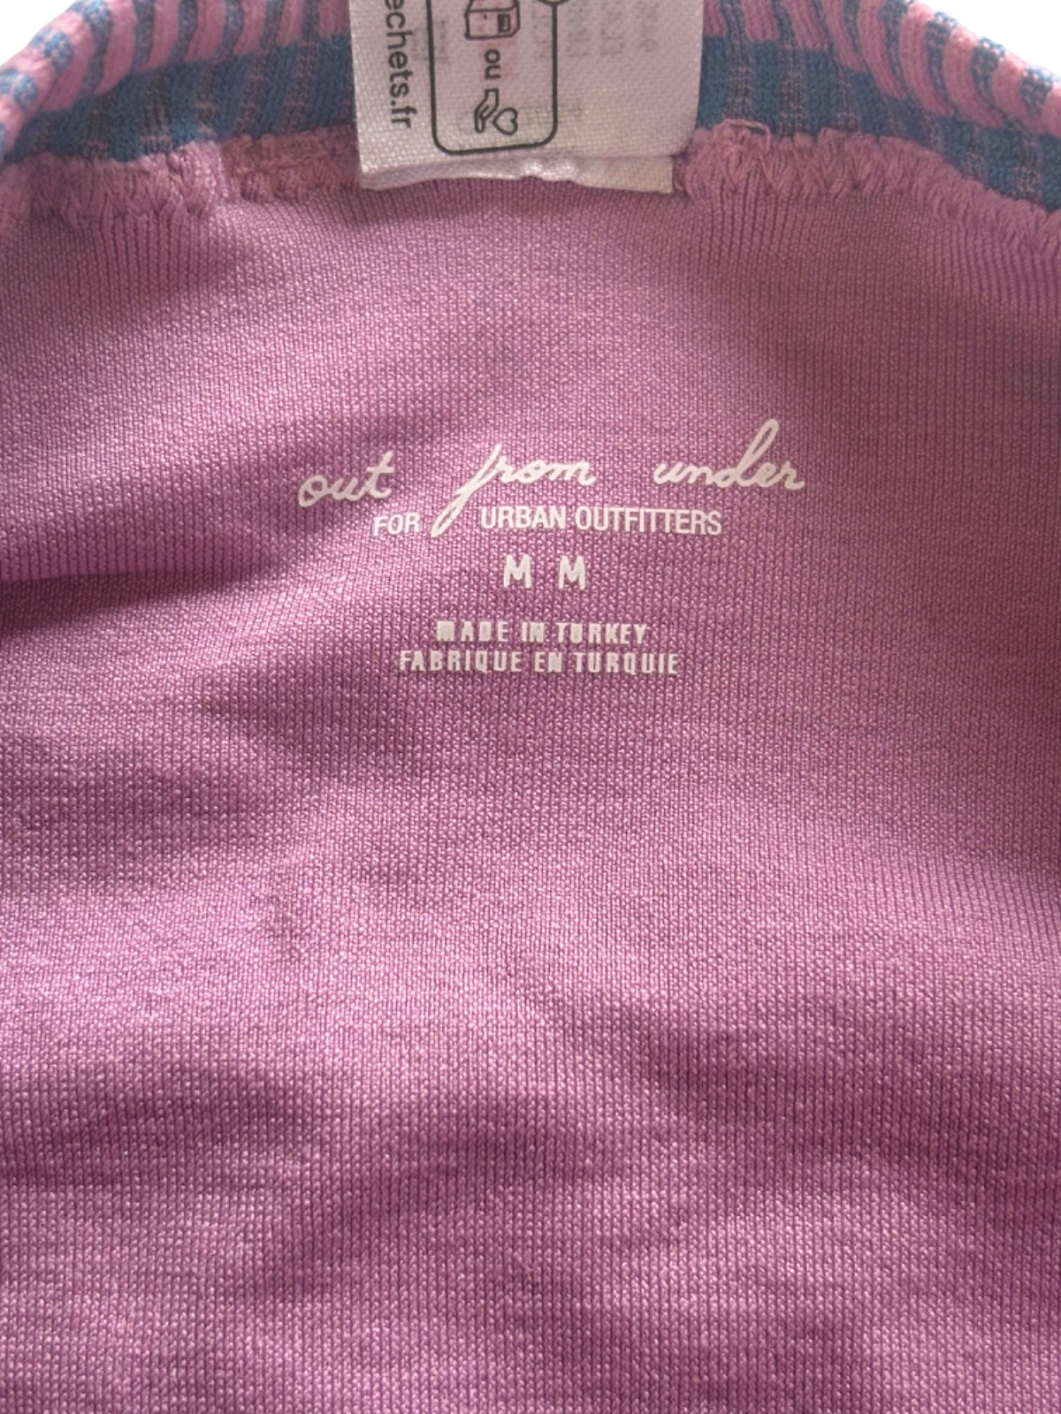 echets.fr
ou
out from under
FOR URBAN OUTFITTERS
M M
MADE IN TURKEY
FABRIQUE EN TURQUIE